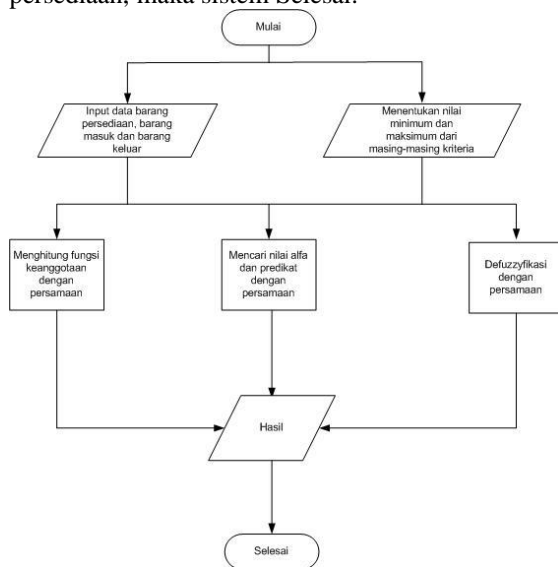 persediaan, maka sistem Selesai.
Mulai
Input data barang
persediaan, barang
masuk dan barang
keluar
Menentukan nilai
minimum dan
maksimum dari
masing-masing kriteria
Menghitung fungsi
keanggotaan
dengan
persamaan
Mencari nilai alfa
dan predikat
dengan
persamaan
Defuzzyfikasi
dengan
persamaan
Hasil
Selesai